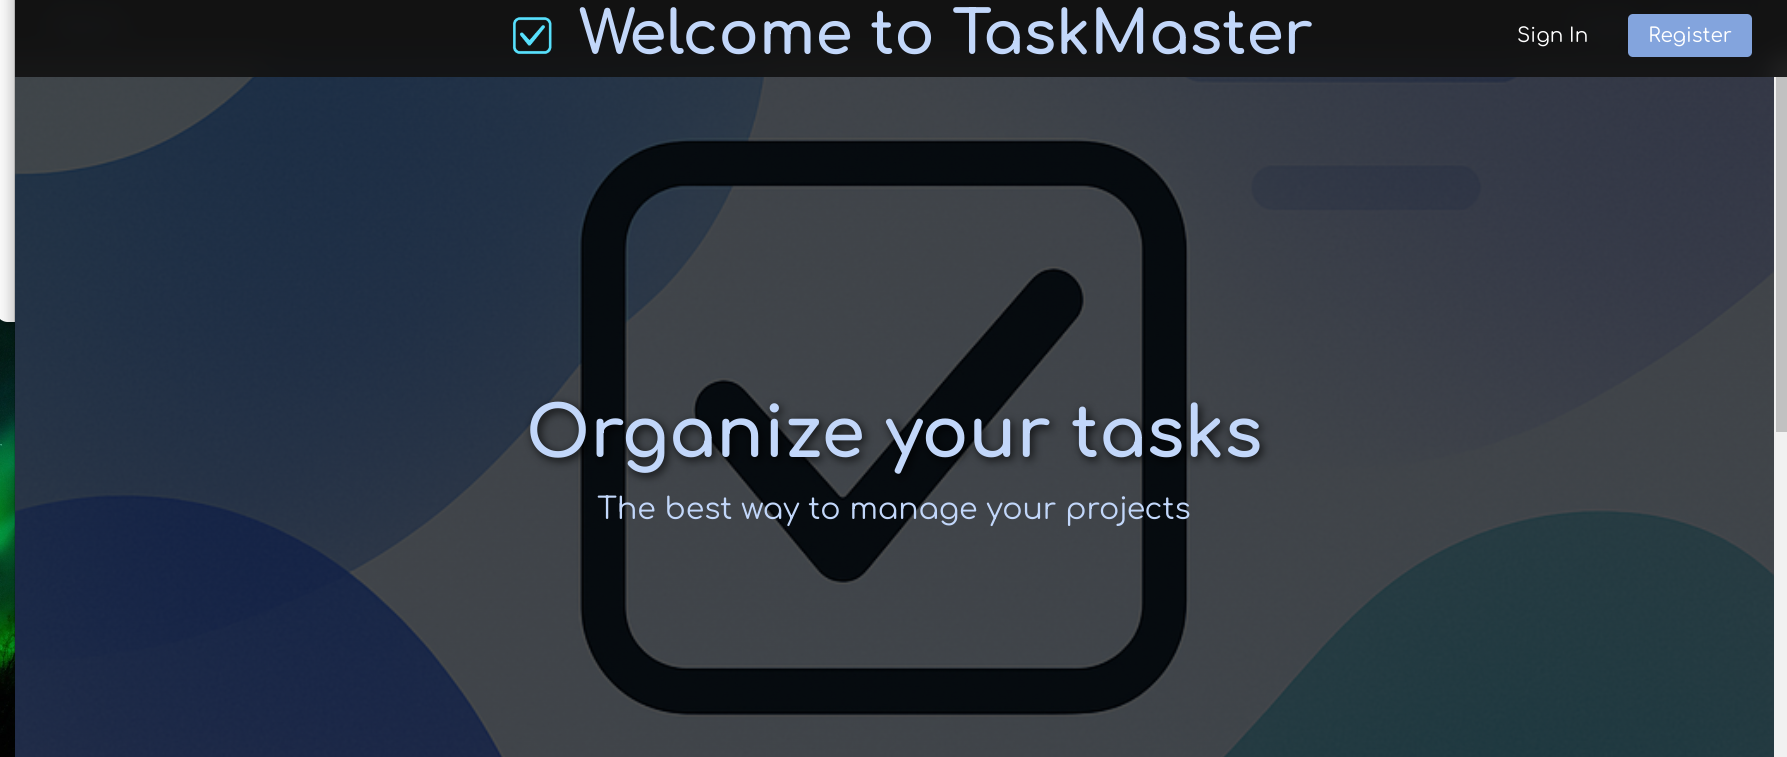 Welcome to TaskMaster
Sign In
Register
Organize your tasks
The best way to manage your projects